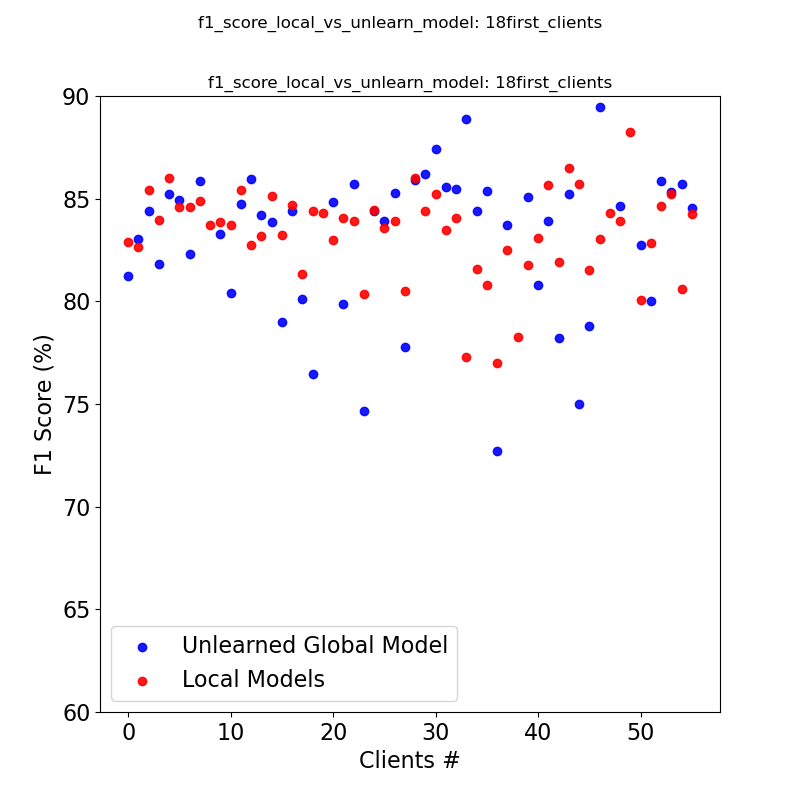 f1_score_local_vs_unlearn_model: 18first_clients
f1_score_local_vs_unlearn_model: 18first_clients
90
85
80
75
70
65
60
F1 Score (%)
Unlearned Global Model
Local Models
0 10 20 30 40 50
Clients #